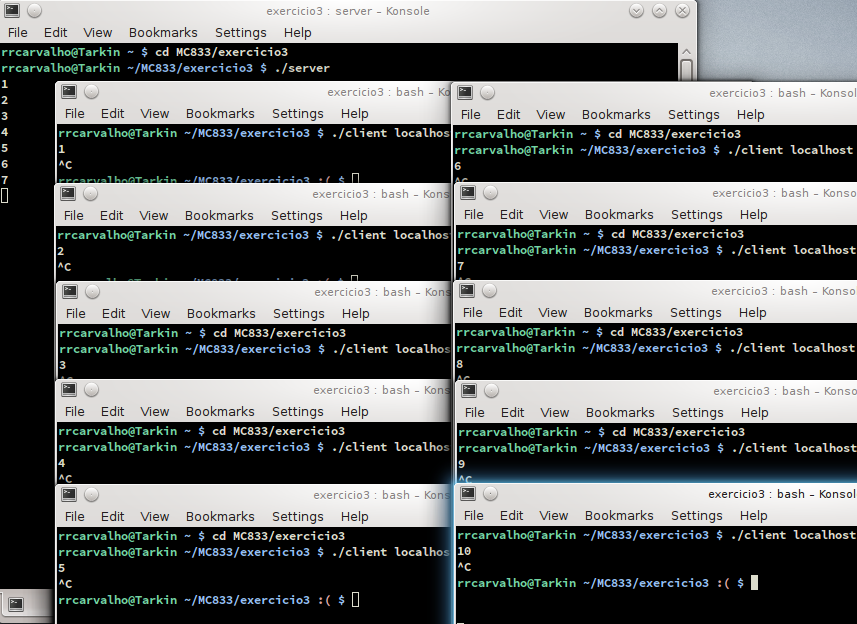 exercicio3 : server – Konsole
File Edit View Bookmarks Settings Help
rrcarvalho@Tarkin ~ $ cd MC833/exercicio3
rrcarvalho@Tarkin ~/MC833/exercicio3 $ ./server
1
2
3
4
5
6
7
exercicio3 : bash – Ko
File Edit View Bookmarks Settings Help
rrcarvalho@Tarkin ~/MC833/exercicio3 $ ./client localhos
1
^C
rrcarvalho@Tarkin ~/MC833/exercicio3 :( $
exercicio3 : bash – Kons
File Edit View Bookmarks Settings Help
rrcarvalho@Tarkin ~/MC833/exercicio3 $ ./client localhos
2
^C
exercicio3 : bash – Kons
File Edit View Bookmarks Settings Help
rrcarvalho@Tarkin ~ $ cd MC833/exercicio3
rrcarvalho@Tarkin ~/MC833/exercicio3 $ ./client localhos
3
^C
exercicio3 : bash – Kons
File Edit View Bookmarks Settings Help
rrcarvalho@Tarkin ~ $ cd MC833/exercicio3
rrcarvalho@Tarkin ~/MC833/exercicio3 $ ./client localhos
4
^C
exercicio3 : bash – Kons
File Edit View Bookmarks Settings Help
rrcarvalho@Tarkin ~ $ cd MC833/exercicio3
rrcarvalho@Tarkin ~/MC833/exercicio3 $ ./client localhos
5
^C
rrcarvalho@Tarkin ~/MC833/exercicio3 :( $
exercicio3 : bash – Konsol
File Edit View Bookmarks Settings Help
rrcarvalho@Tarkin ~ $ cd MC833/exercicio3
rrcarvalho@Tarkin ~/MC833/exercicio3 $ ./client localhost
6
^C
exercicio3 : bash – Konso
File Edit View Bookmarks Settings Help
rrcarvalho@Tarkin ~ $ cd MC833/exercicio3
rrcarvalho@Tarkin ~/MC833/exercicio3 $ ./client localhost
7
exercicio3 : bash – Konso
File Edit View Bookmarks Settings Help
rrcarvalho@Tarkin ~ $ cd MC833/exercicio3
rrcarvalho@Tarkin ~/MC833/exercicio3 $ ./client localhost
8
^C
exercicio3 : bash – Konso
File Edit View Bookmarks Settings Help
rrcarvalho@Tarkin ~ $ cd MC833/exercicio3
rrcarvalho@Tarkin ~/MC833/exercicio3 $ ./client localhost
9
^C
exercicio3 : bash – Konsol
File Edit View Bookmarks Settings Help
rrcarvalho@Tarkin ~/MC833/exercicio3 $ ./client localhost
10
^C
rrcarvalho@Tarkin ~/MC833/exercicio3 :( $